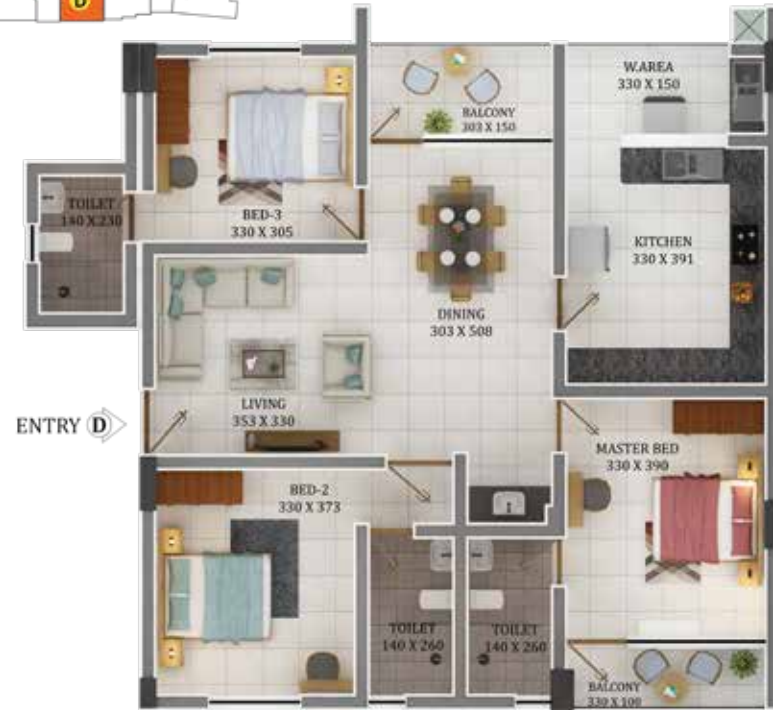 D
W.AREA
330 X 150
BALCONY
303 X 150
TOILET
140 X 230
BED-3
330 X 305
KITCHEN
330 X 391
DINING
303 X 508
LIVING
353 X 330
ENTRY D
MASTER BED
330 X 390
BED-2
330 X 373
TOILET
140 X 260
TOILET
140 X 260
BALCONY
330 X 100